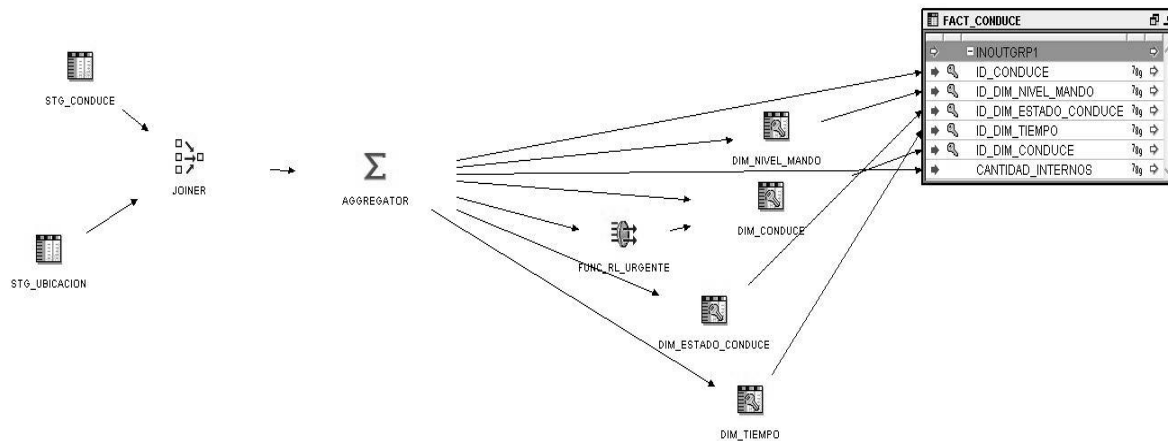 STG_CONDUCE
JOINER
STG_UBICACION
AGGREGATOR
DIM_NIVEL_MANDO
DIM_CONDUCE
FUNC_RL_URGENTE
DIM_ESTADO_CONDUCE
DIM_TIEMPO
FACT_CONDUCE
INOUTGRP1
ID_CONDUCE
ID_DIM_NIVEL_MANDO
ID_DIM_ESTADO_CONDUCE
ID_DIM_TIEMPO
ID_DIM_CONDUCE
CANTIDAD_INTERNOS